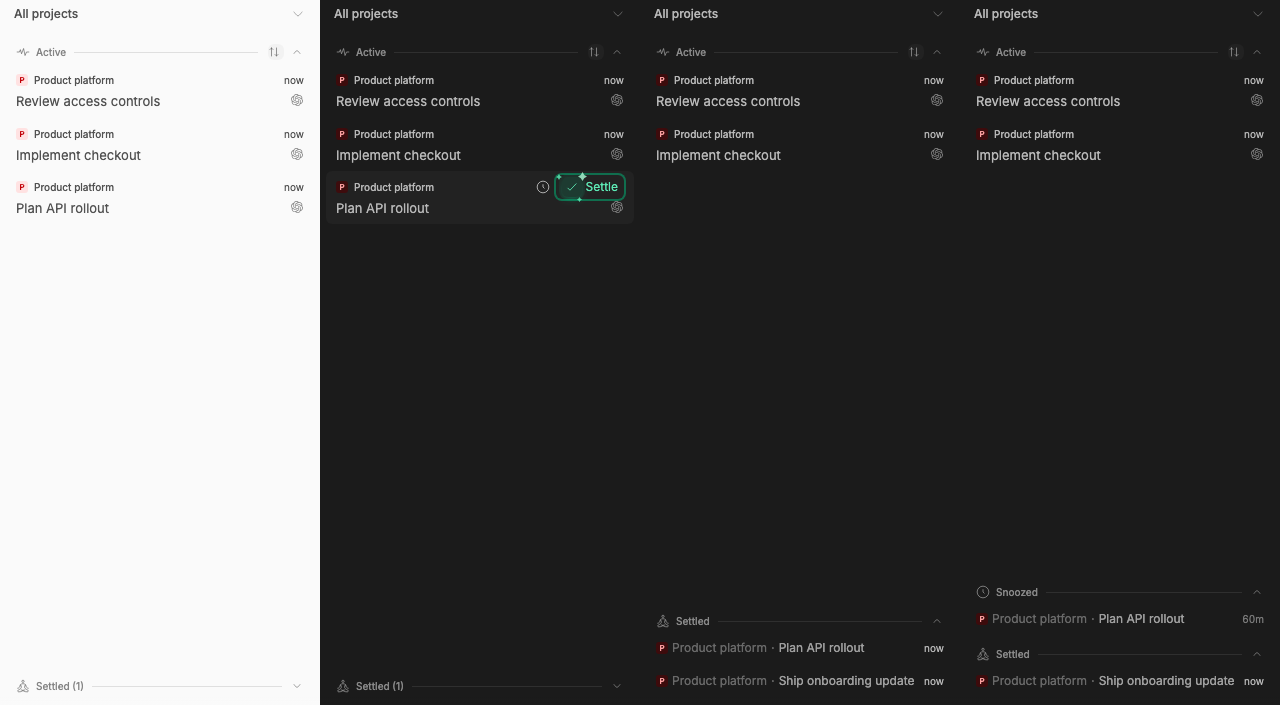 All projects
Active
P Product platform now
Review access controls
P Product platform now
Implement checkout
P Product platform now
Plan API rollout
Settled (1)
All projects
Active
P Product platform now
Review access controls
P Product platform now
Implement checkout
P Product platform Settle
Plan API rollout
Settled (1)
All projects
Active
P Product platform now
Review access controls
P Product platform now
Implement checkout
Settled
P Product platform · Plan API rollout now
P Product platform · Ship onboarding update now
All projects
Active
P Product platform now
Review access controls
P Product platform now
Implement checkout
Snoozed
P Product platform · Plan API rollout 60m
Settled
P Product platform · Ship onboarding update now